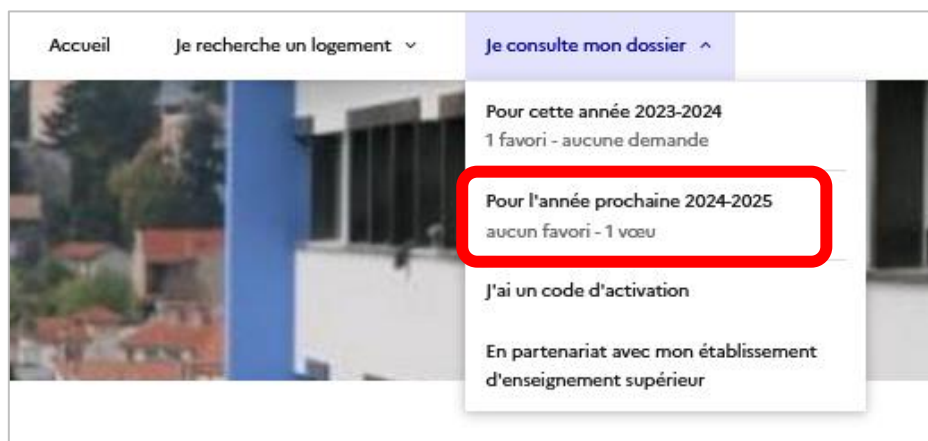 Accueil Je recherche un logement Je consulte mon dossier
Pour cette année 2023-2024
1 favori - aucune demande
Pour l'année prochaine 2024-2025
aucun favori - 1 vœu
J'ai un code d'activation
En partenariat avec mon établissement
d'enseignement supérieur